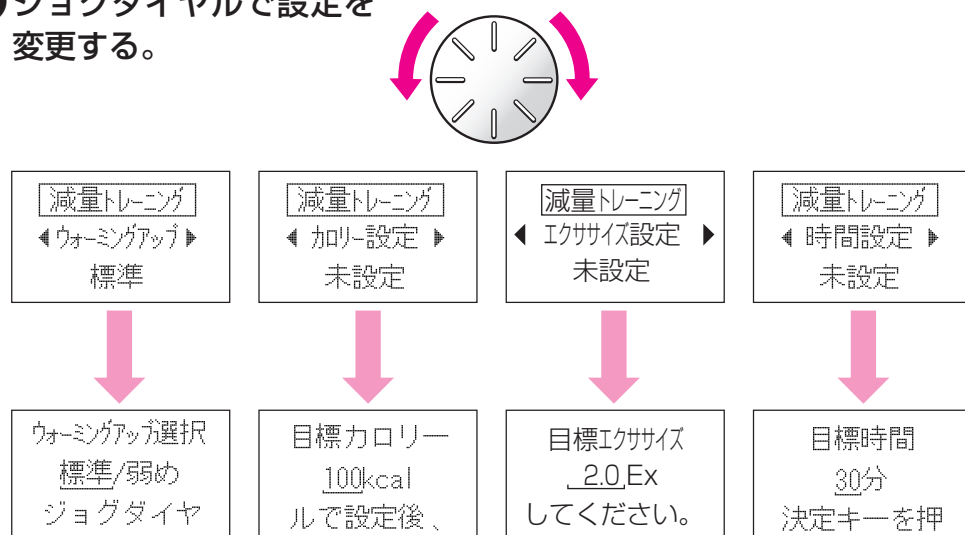 ジョグダイヤルで設定を
変更する。
減量トレーニング
◀ウォーミングアップ▶
標準
減量トレーニング
◀ カロリー設定 ▶
未設定
減量トレーニング
◀ エクササイズ設定 ▶
未設定
減量トレーニング
◀ 時間設定 ▶
未設定
ウォーミングアップ選択
標準/弱め
ジョグダイヤ
目標カロリー
100kcal
ルで設定後、
目標エクササイズ
2.0 Ex
してください。
目標時間
30分
決定キーを押